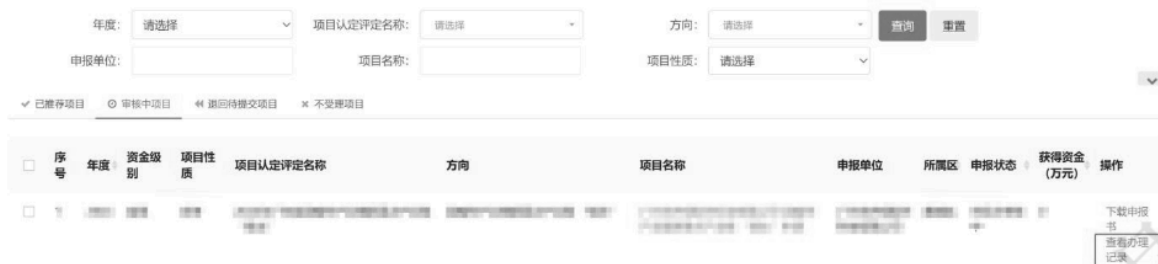 年度： 请选择 项目认定评定名称： 请选择 方向： 请选择 查询 重置
申报单位： 项目名称： 项目性质： 请选择
已推荐项目 审核中项目 退回待提交项目 不受理项目
序号 年度 资金级别 项目性质 项目认定评定名称 方向 项目名称 申报单位 所属区 申报状态 获得资金（万元） 操作
下载申报书
查看办理记录